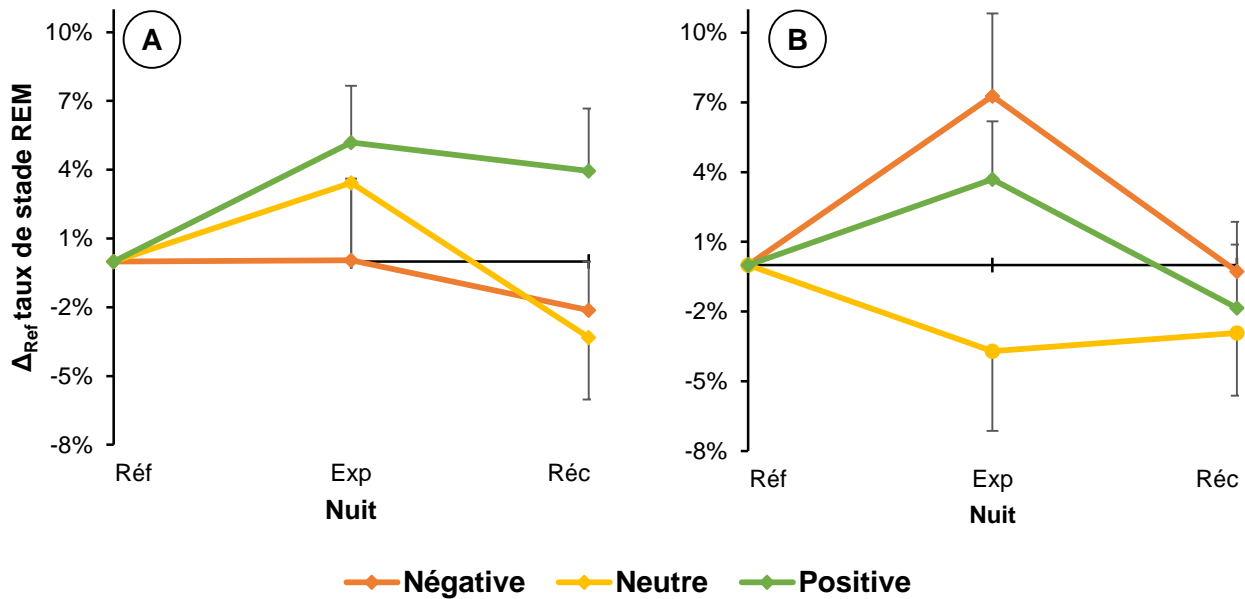 A
B
ΔRef taux de stade REM
10%
7%
4%
1%
-2%
-5%
-8%
Réf Exp Réc
Nuit
10%
7%
4%
1%
-2%
-5%
-8%
Réf Exp Réc
Nuit
Négative Neutre Positive